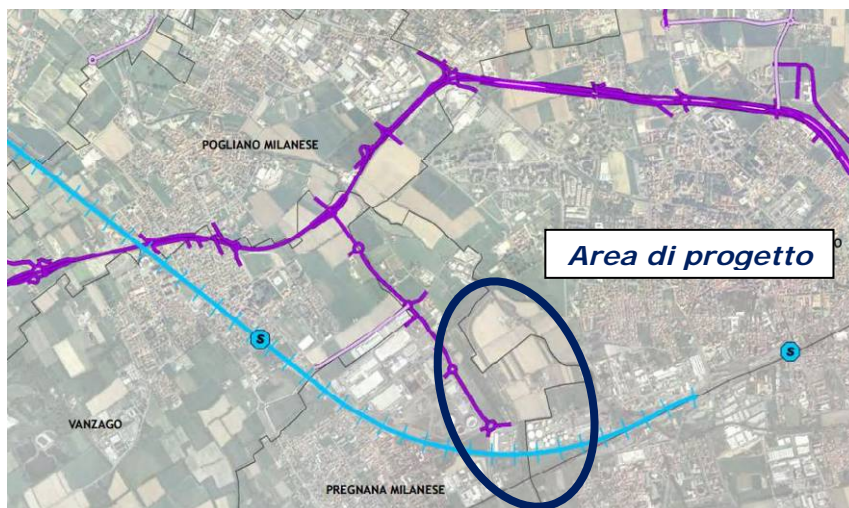 POGLIANO MILANESE
Area di progetto
O
S
S
VANZAGO
PREGNANA MILANESE